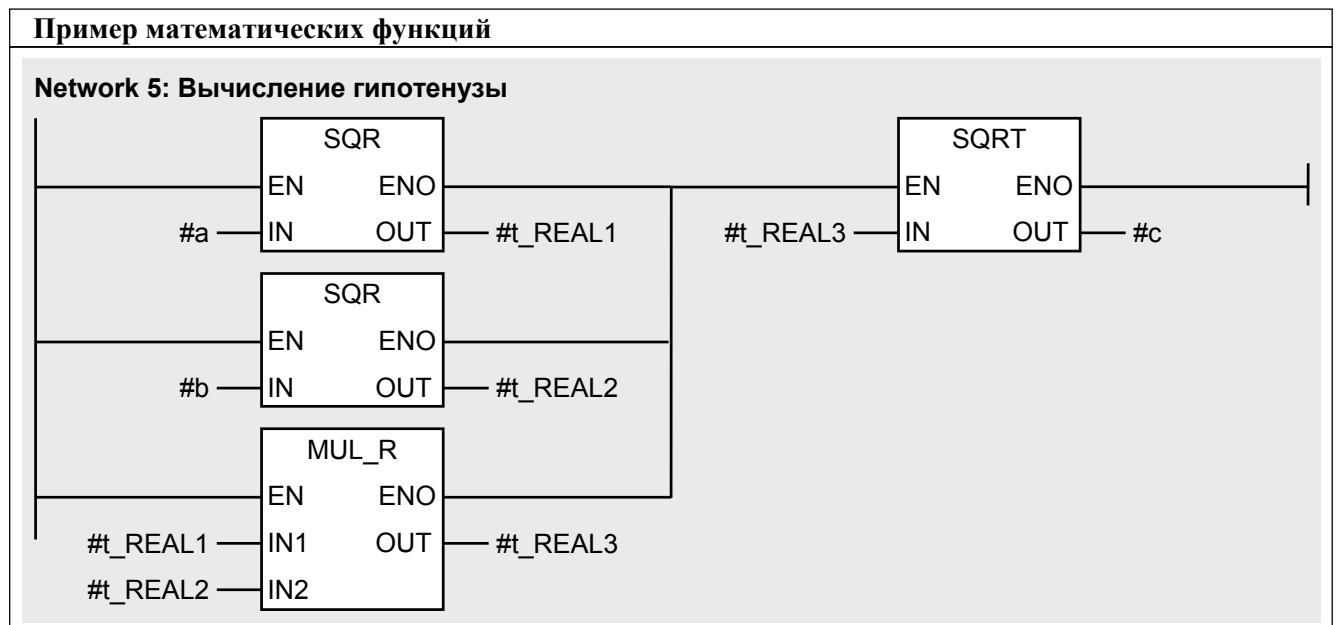 Пример математических функций
Network 5: Вычисление гипотенузы
SQR
EN ENO
#a IN OUT #t_REAL1
SQRT
EN ENO
#t_REAL3 IN OUT #c
SQR
EN ENO
#b IN OUT #t_REAL2
MUL_R
EN ENO
#t_REAL1 IN1 OUT #t_REAL3
#t_REAL2 IN2